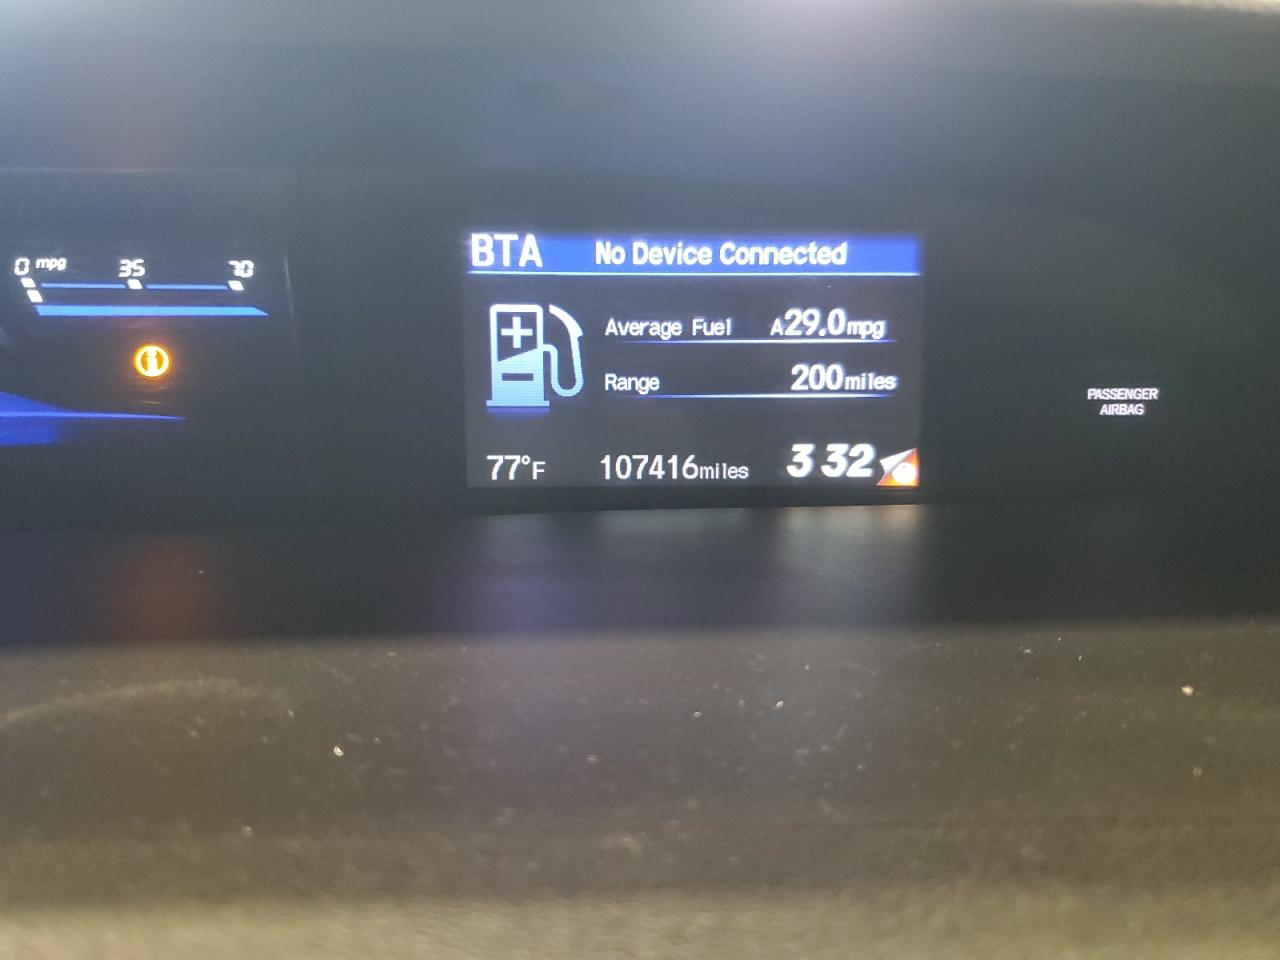 0 mpg 35 70
BTA No Device Connected
Average Fuel A29.0mpg
Range 200miles
77°F 107416miles 3 32
PASSENGER
AIRBAG